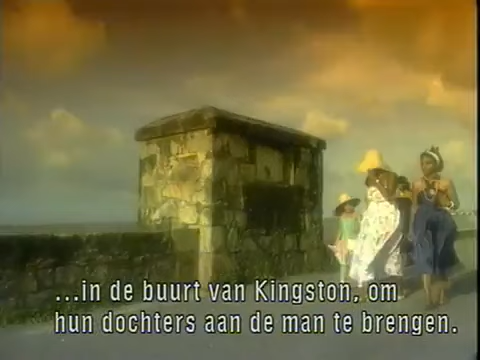 ...in de buurt van Kingston, om
hun dochters aan de man te brengen.